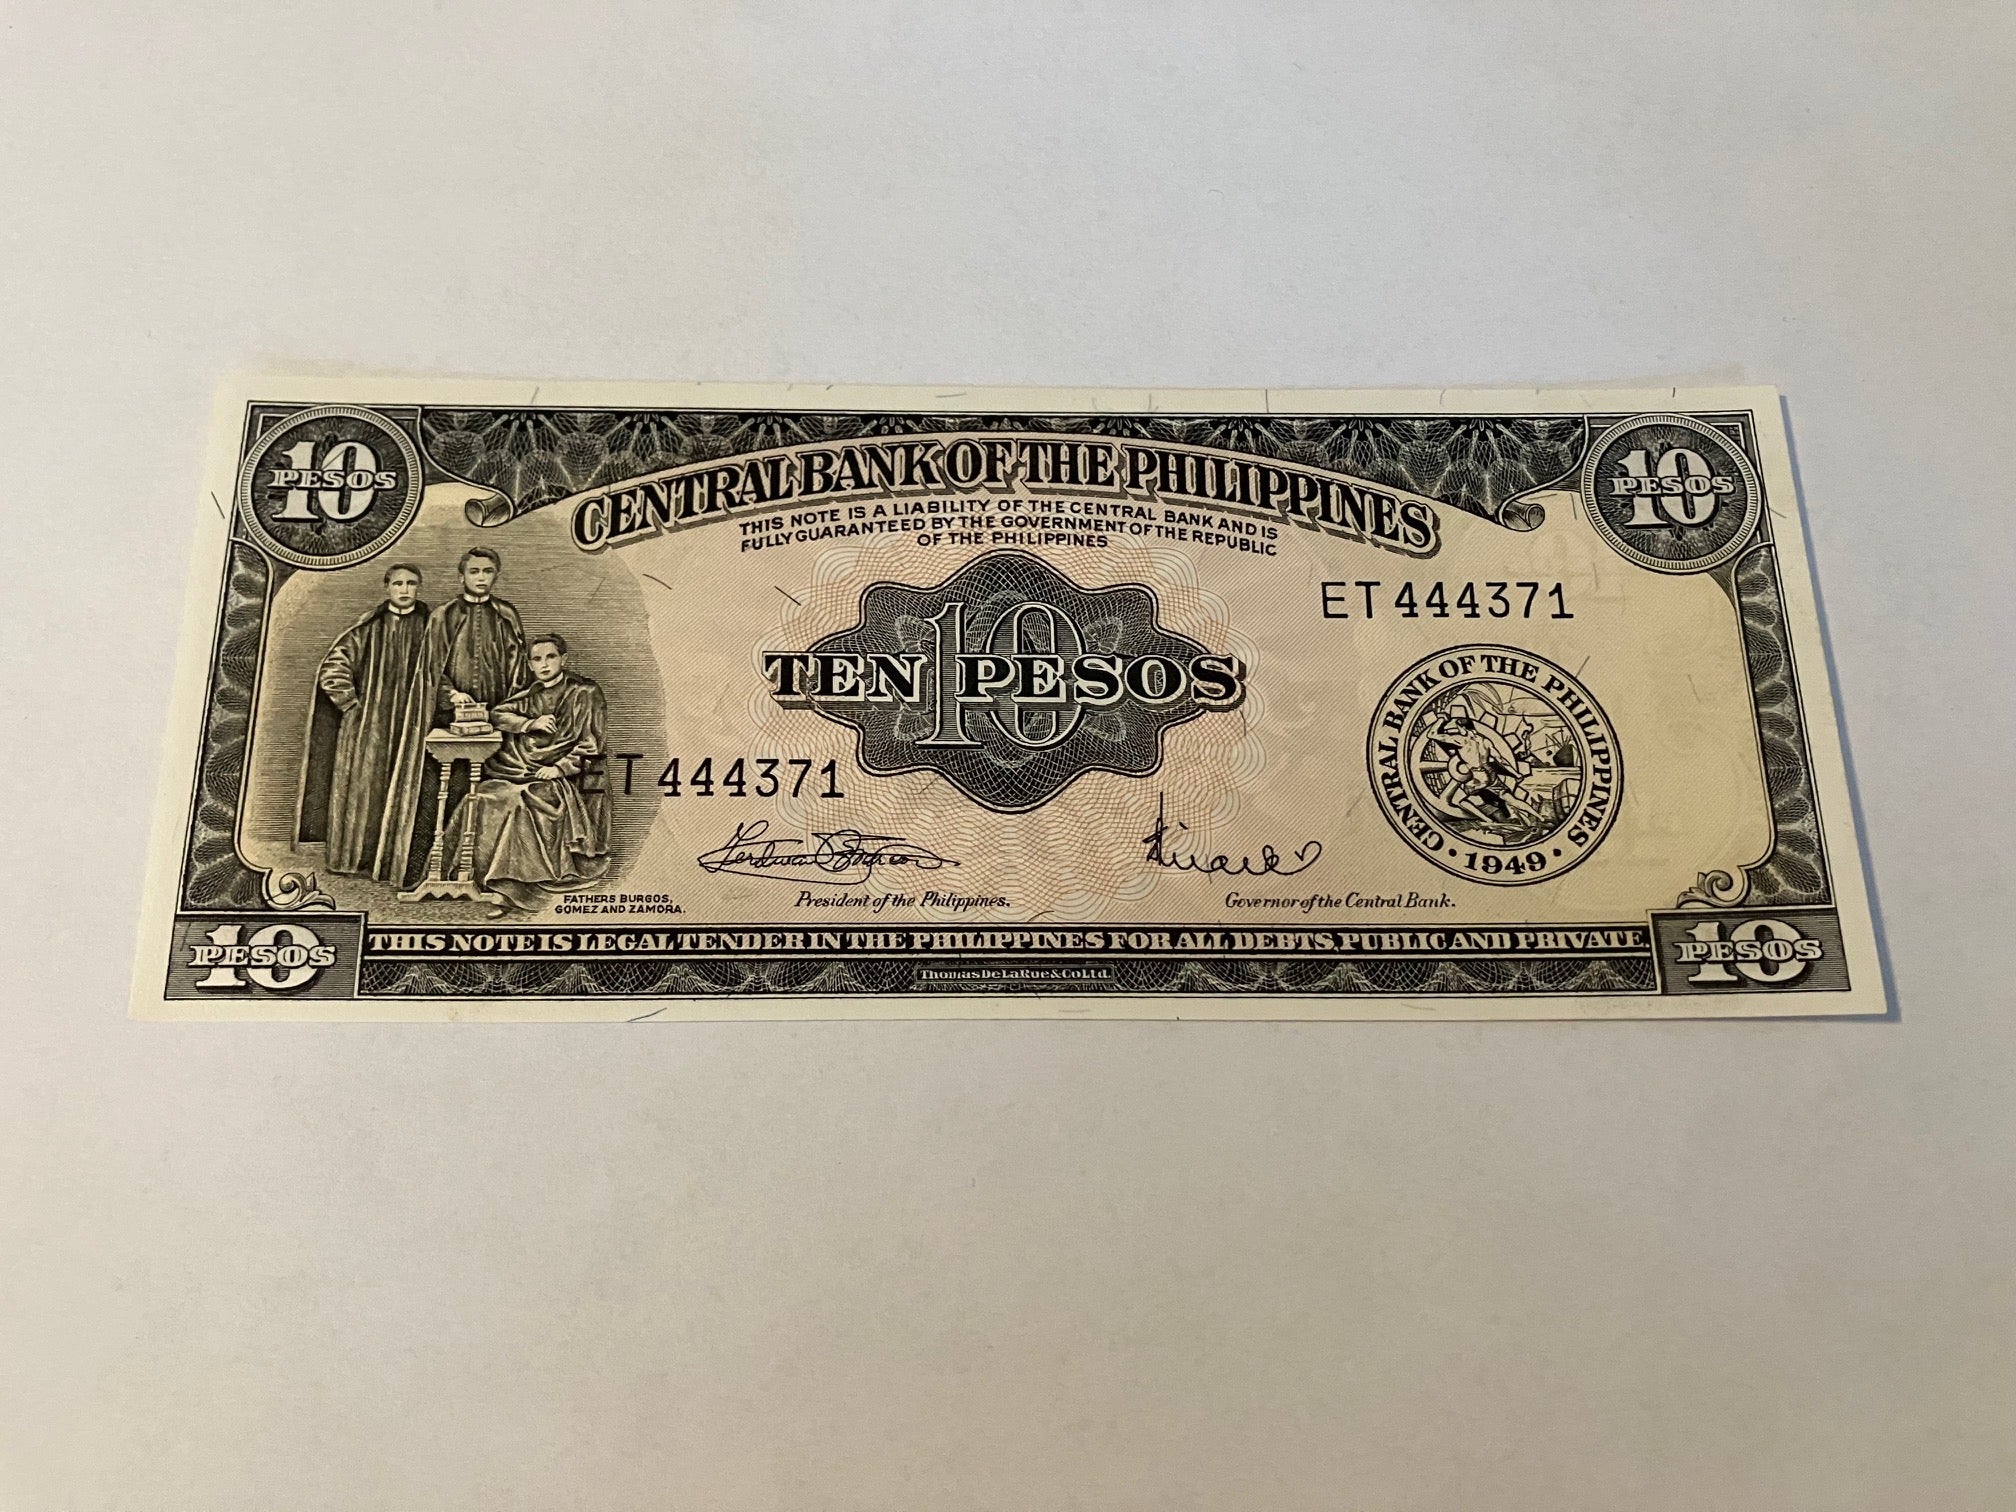 10
PESOS
10
PESOS
CENTRAL BANK OF THE PHILIPPINES
THIS NOTE IS A LIABILITY OF THE CENTRAL BANK AND IS
FULLY GUARANTEED BY THE GOVERNMENT OF THE REPUBLIC
OF THE PHILIPPINES
ET 444371
10
TEN PESOS
CENTRAL BANK OF THE PHILIPPINES
• 1949 •
ET 444371
President of the Philippines.
Governor of the Central Bank.
FATHERS BURGOS,
GOMEZ AND ZAMORA.
10
PESOS
THIS NOTE IS LEGAL TENDER IN THE PHILIPPINES FOR ALL DEBTS, PUBLIC AND PRIVATE.
10
PESOS
Thomas De La Rue & Co Ltd.